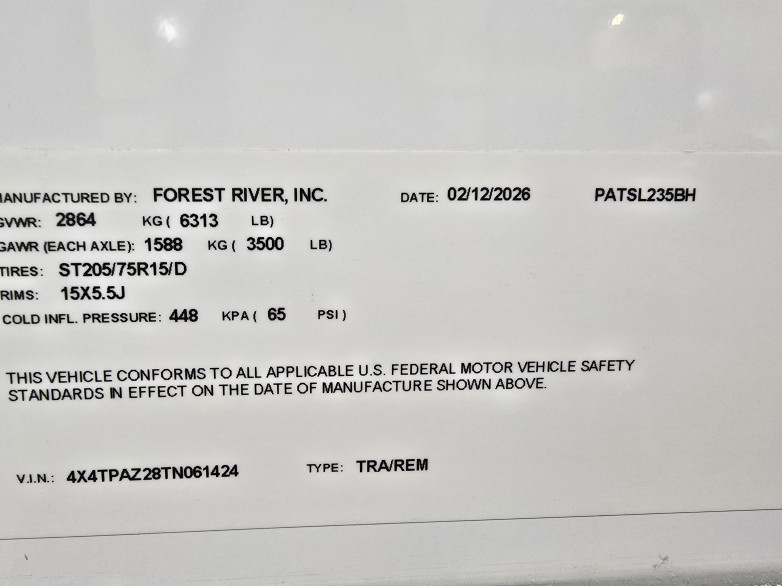 MANUFACTURED BY: FOREST RIVER, INC. DATE: 02/12/2026 PATSL235BH
GVWR: 2864 KG ( 6313 LB)
GAWR (EACH AXLE): 1588 KG ( 3500 LB)
TIRES: ST205/75R15/D
RIMS: 15X5.5J
COLD INFL. PRESSURE: 448 KPA ( 65 PSI )
THIS VEHICLE CONFORMS TO ALL APPLICABLE U.S. FEDERAL MOTOR VEHICLE SAFETY
STANDARDS IN EFFECT ON THE DATE OF MANUFACTURE SHOWN ABOVE.
V.I.N.: 4X4TPAZ28TN061424 TYPE: TRA/REM